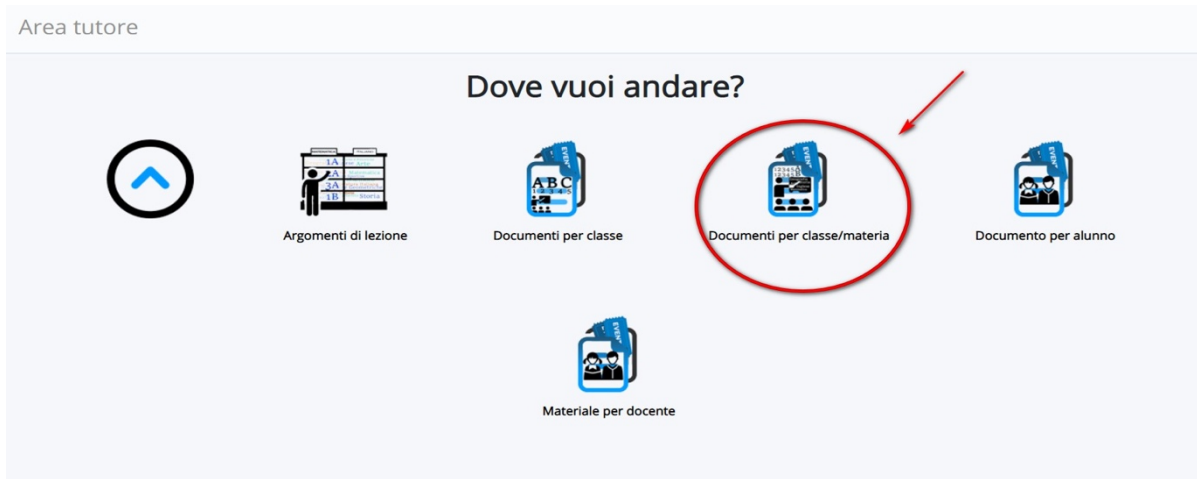 Area tutore
Dove vuoi andare?
Argomenti di lezione
Documenti per classe
Documenti per classe/materia
Documento per alunno
Materiale per docente